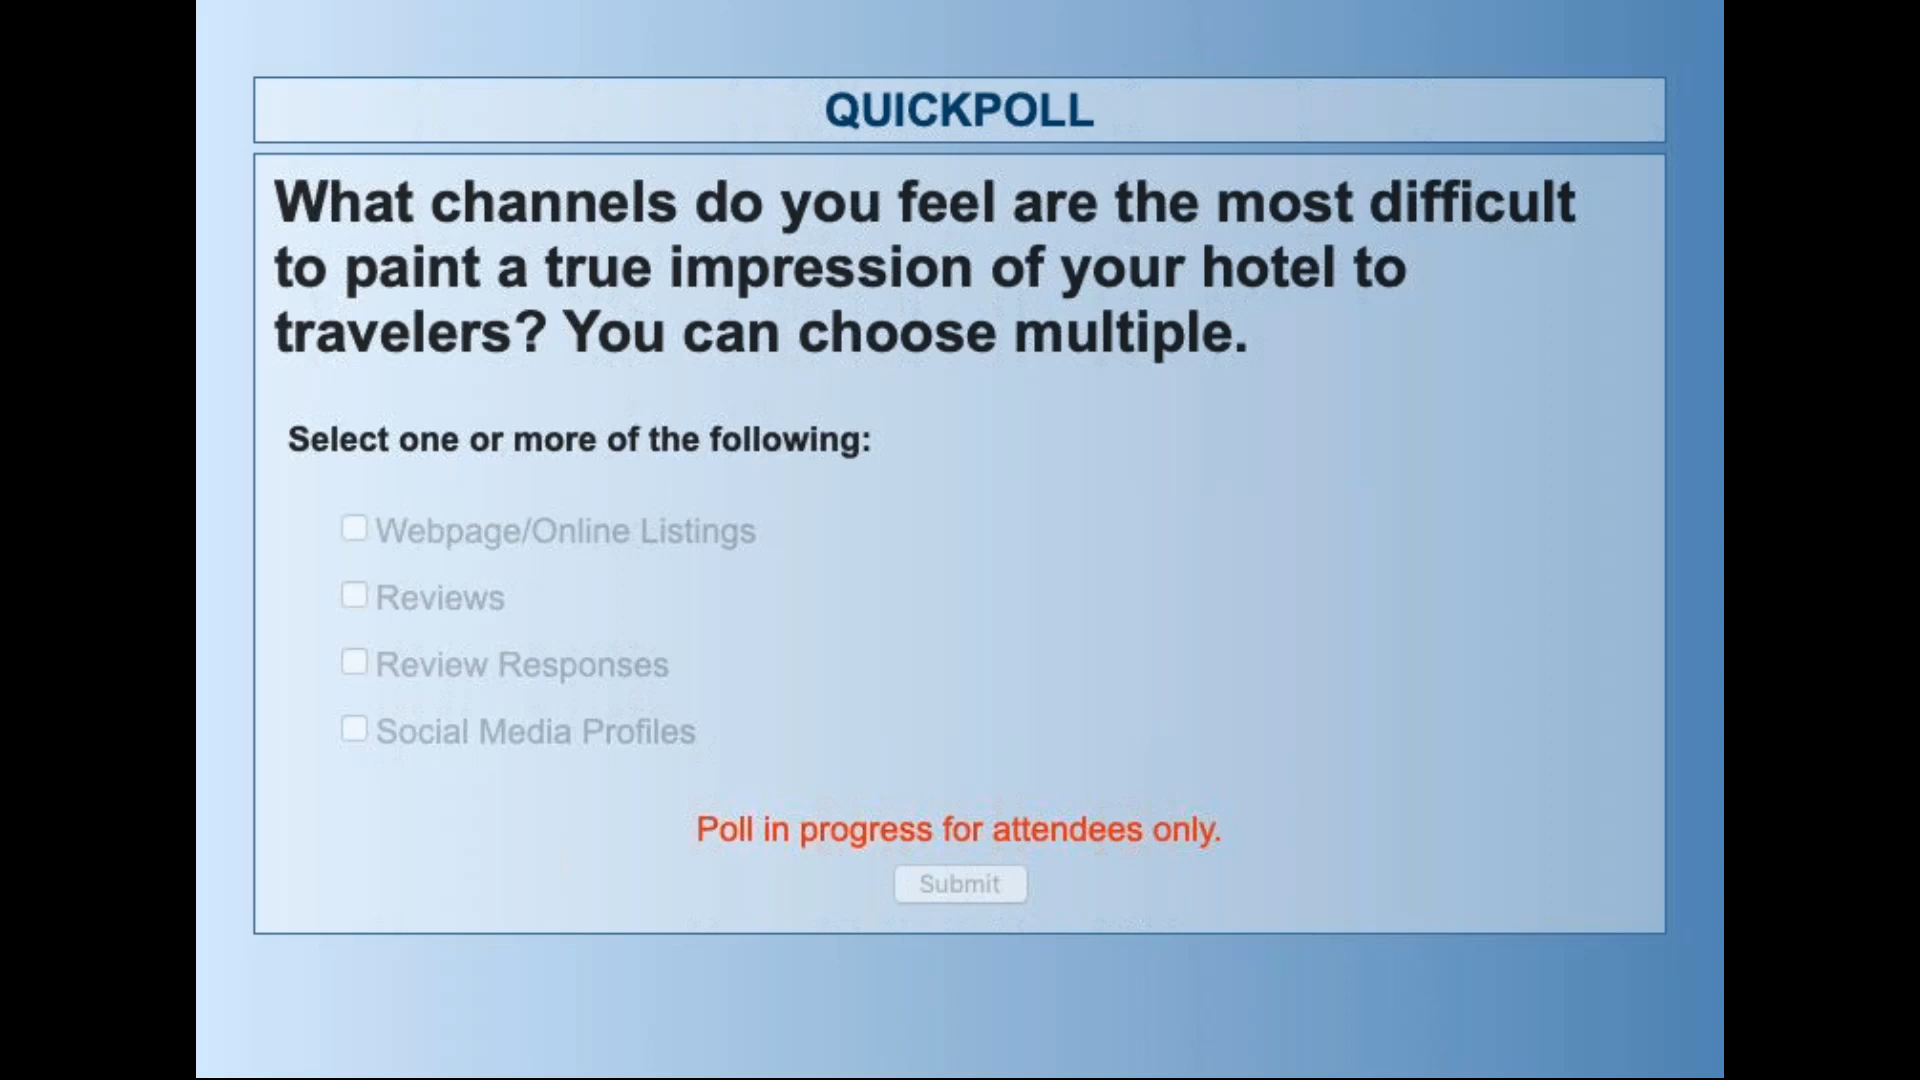 QUICKPOLL
What channels do you feel are the most difficult
to paint a true impression of your hotel to
travelers? You can choose multiple.
Select one or more of the following:
Webpage/Online Listings
Reviews
Review Responses
Social Media Profiles
Poll in progress for attendees only.
Submit